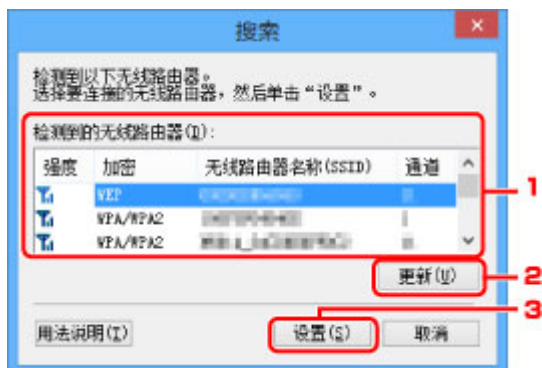 搜索
检测到以下无线路由器。
选择要连接的无线路由器，然后单击“设置”。
检测到的无线路由器(D):
强度 加密 无线路由器名称(SSID) 通道
WEP
WPA/WPA2
WPA/WPA2
1
更新(U)
2
3
用法说明(I) 设置(S) 取消